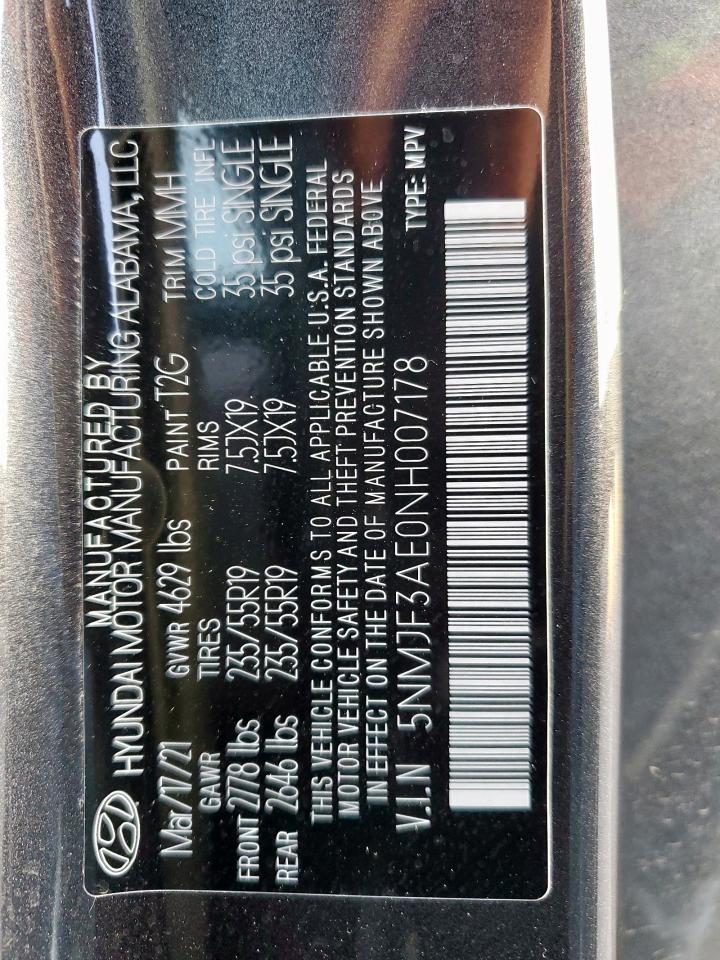 MANUFACTURED BY
HYUNDAI MOTOR MANUFACTURING ALABAMA, LLC
Mar/17/21 GVWR 4629 lbs PAINT T2G TRIM MMH
GAWR TIRES RIMS COLD TIRE INFL
FRONT 2778 lbs 235/55R19 7.5JX19 35 psi SINGLE
REAR 2646 lbs 235/55R19 7.5JX19 35 psi SINGLE
THIS VEHICLE CONFORMS TO ALL APPLICABLE U.S.A. FEDERAL
MOTOR VEHICLE SAFETY AND THEFT PREVENTION STANDARDS
IN EFFECT ON THE DATE OF MANUFACTURE SHOWN ABOVE
V.I.N 5NMJF3AE0NH007178 TYPE: MPV